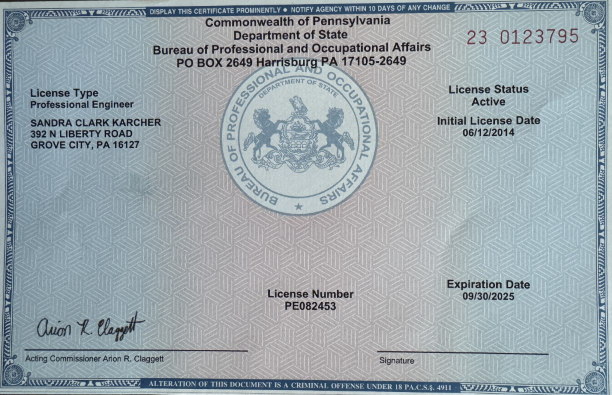 DISPLAY THIS CERTIFICATE PROMINENTLY • NOTIFY AGENCY WITHIN 10 DAYS OF ANY CHANGE
Commonwealth of Pennsylvania
Department of State
Bureau of Professional and Occupational Affairs
PO BOX 2649 Harrisburg PA 17105-2649
23 0123795
License Type
Professional Engineer
SANDRA CLARK KARCHER
392 N LIBERTY ROAD
GROVE CITY, PA 16127
BUREAU OF PROFESSIONAL AND OCCUPATIONAL AFFAIRS
DEPARTMENT OF STATE
License Status
Active
Initial License Date
06/12/2014
License Number
PE082453
Expiration Date
09/30/2025
Arion R. Claggett
Acting Commissioner Arion R. Claggett
Signature
ALTERATION OF THIS DOCUMENT IS A CRIMINAL OFFENSE UNDER 18 PA.C.S.§ 4911